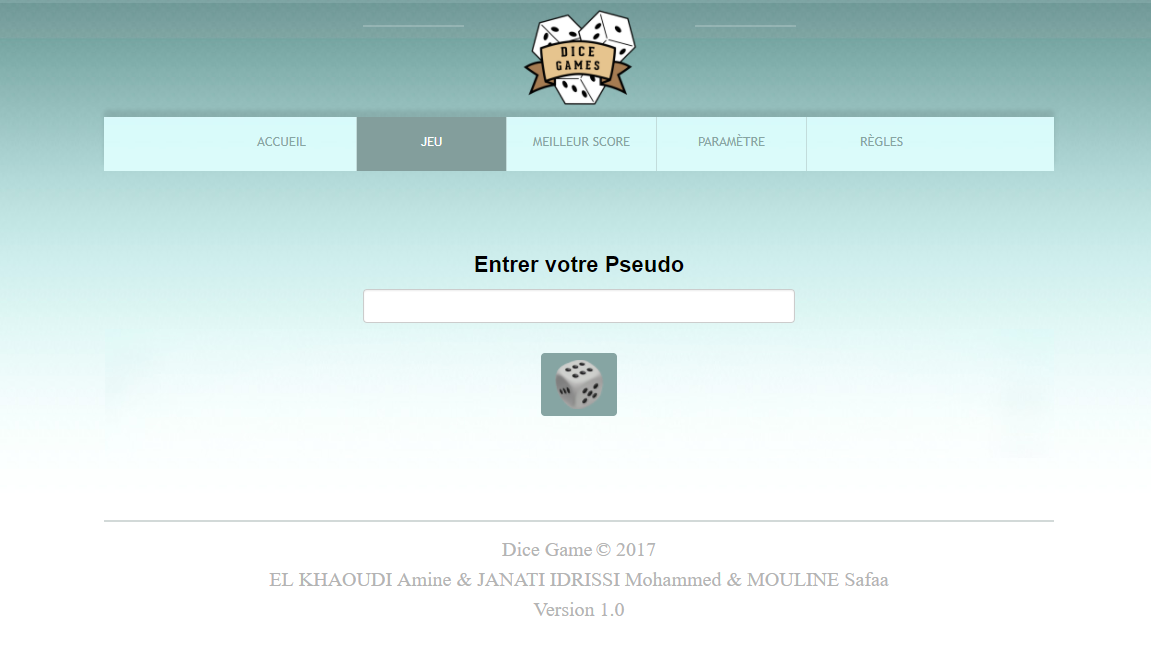 DICE
GAMES
ACCUEIL JEU MEILLEUR SCORE PARAMÈTRE RÈGLES
Entrer votre Pseudo
Dice Game © 2017
EL KHAOUDI Amine & JANATI IDRISSI Mohammed & MOULINE Safaa
Version 1.0